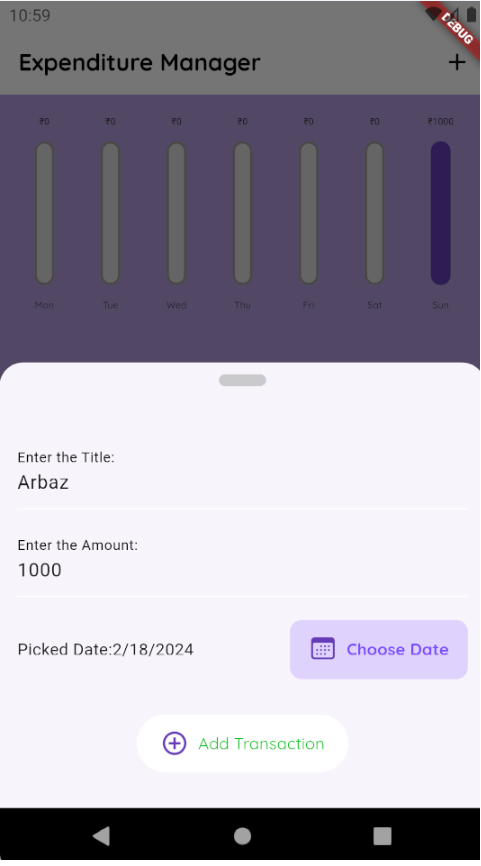 10:59
DEBUG
Expenditure Manager
₹0 ₹0 ₹0 ₹0 ₹0 ₹0 ₹1000
Mon Tue Wed Thu Fri Sat Sun
Enter the Title:
Arbaz
Enter the Amount:
1000
Picked Date:2/18/2024
Choose Date
Add Transaction